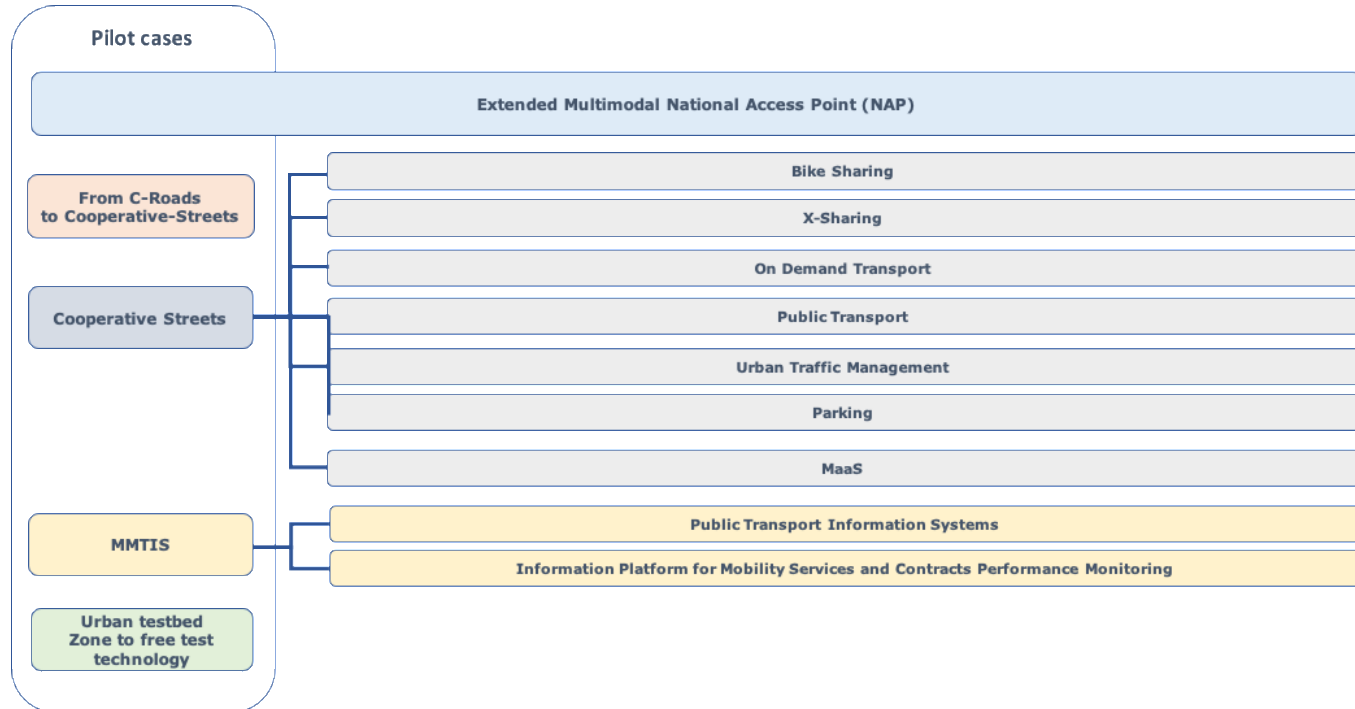 Pilot cases
Extended Multimodal National Access Point (NAP)
From C-Roads
to Cooperative-Streets
Bike Sharing
X-Sharing
On Demand Transport
Cooperative Streets
Public Transport
Urban Traffic Management
Parking
MaaS
MMTIS
Public Transport Information Systems
Information Platform for Mobility Services and Contracts Performance Monitoring
Urban testbed
Zone to free test
technology